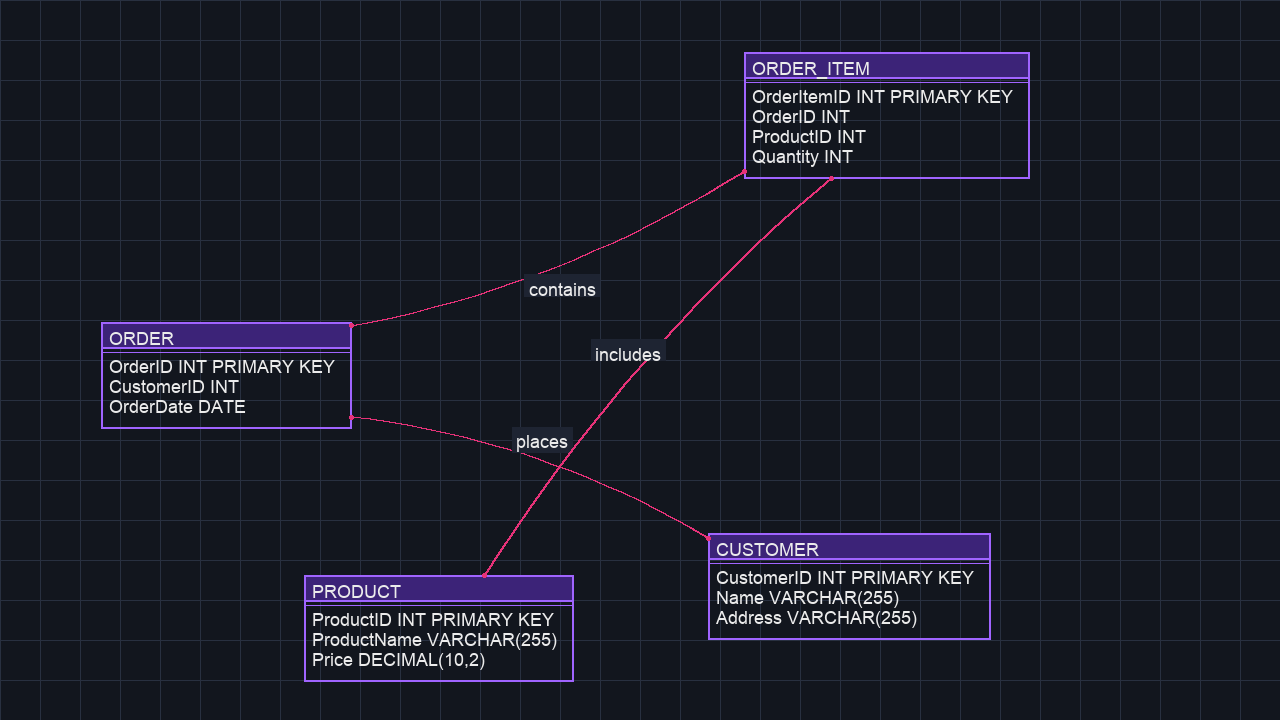 ORDER_ITEM
OrderItemID INT PRIMARY KEY
OrderID INT
ProductID INT
Quantity INT
contains
ORDER
OrderID INT PRIMARY KEY
CustomerID INT
OrderDate DATE
includes
places
CUSTOMER
CustomerID INT PRIMARY KEY
Name VARCHAR(255)
Address VARCHAR(255)
PRODUCT
ProductID INT PRIMARY KEY
ProductName VARCHAR(255)
Price DECIMAL(10,2)